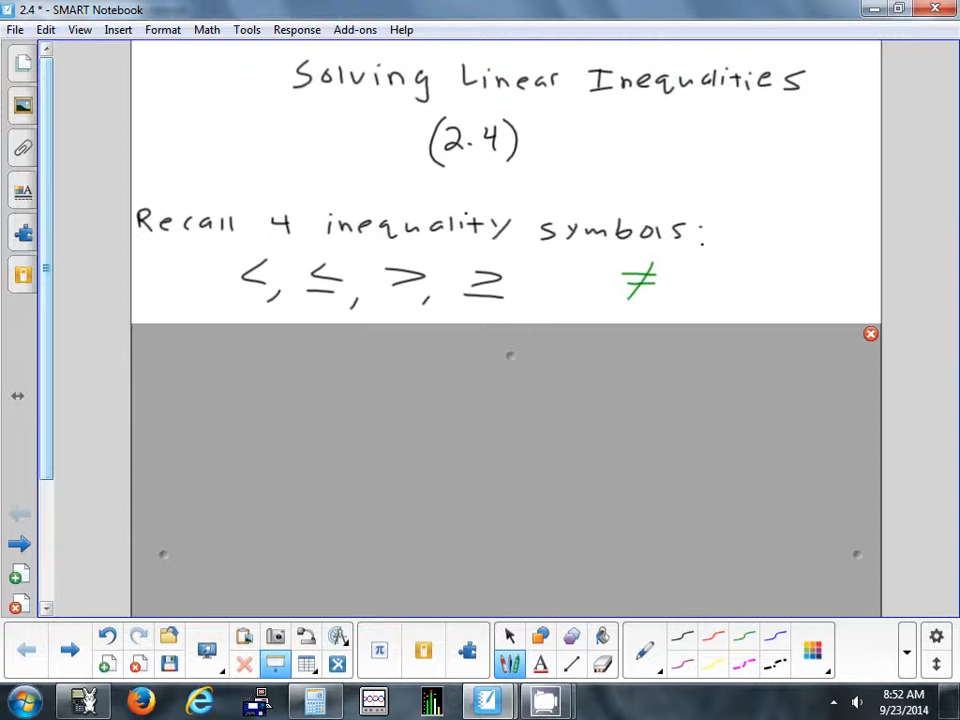 2.4 * - SMART Notebook
File Edit View Insert Format Math Tools Response Add-ons Help
Solving Linear Inequalities
(2.4)
Recall 4 inequality symbols:
<, ≤, >, ≥ ≠
8:52 AM
9/23/2014